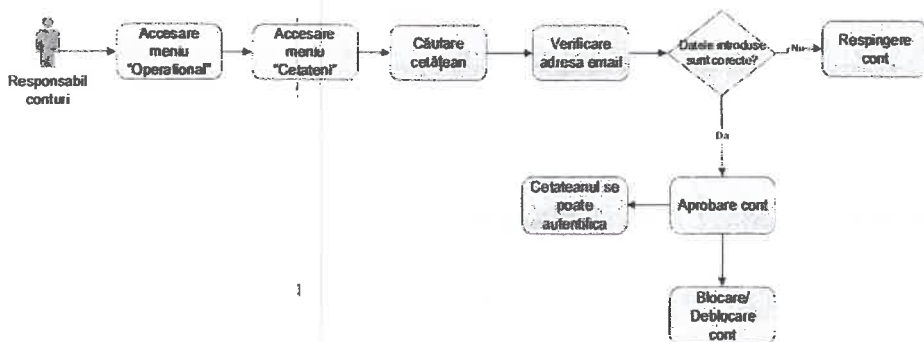 Responsabil
conturi
Accesare
meniu
"Operational"
Accesare
meniu
"Cetateni"
Căutare
cetățean
Verificare
adresa email
Datele introduse
sunt corecte?
Nu
Respingere
cont
Da
Cetateanul se
poate
autentifica
Aprobare cont
Blocare/
Deblocare
cont